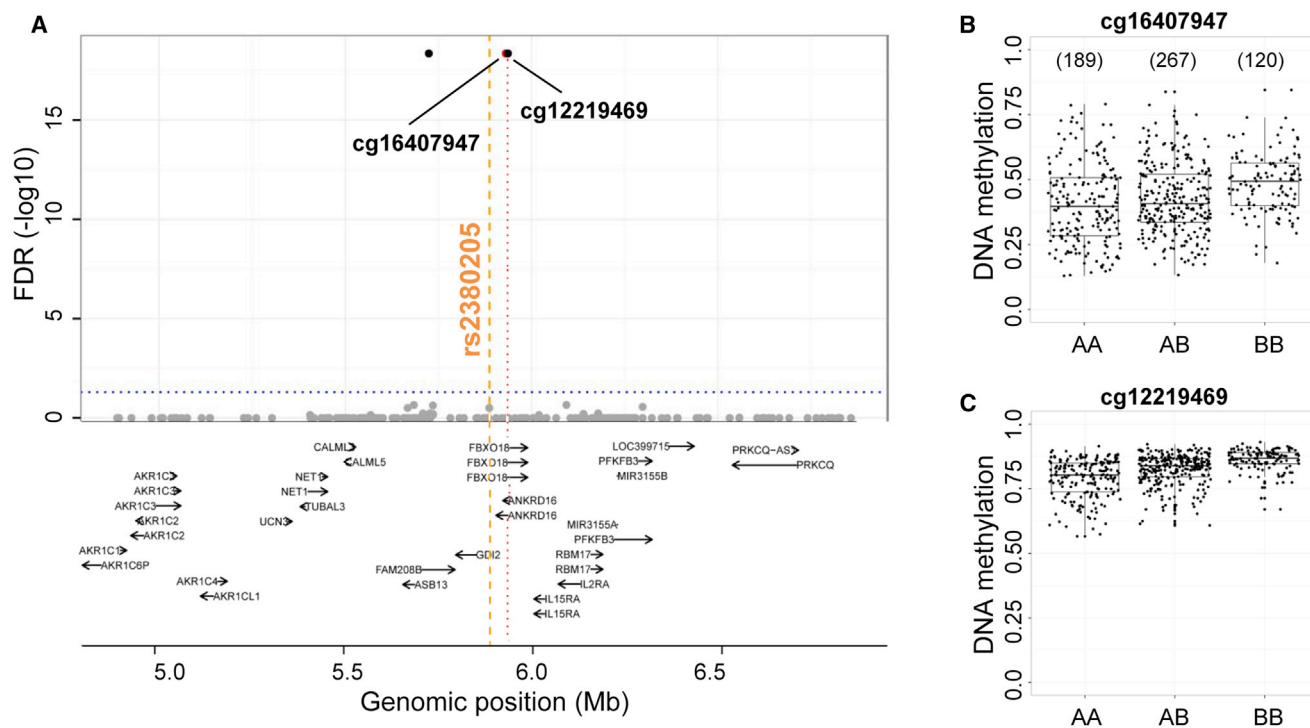 A
FDR (-log10)
15
10
5
0
cg16407947
cg12219469
rs2380205
CALML3
CALML5
AKR1C3
AKR1C3
AKR1C3
AKR1C2
AKR1C2
AKR1C1
AKR1C6P
AKR1C4
AKR1CL1
NET1
NET1
TUBAL3
UCN3
FBXO18
FBXO18
FBXO18
ANKRD16
ANKRD16
GDI2
FAM208B
ASB13
LOC399715
PFKFB3
MIR3155B
MIR3155A
PFKFB3
RBM17
RBM17
IL2RA
IL15RA
IL15RA
PRKCQ-AS
PRKCQ
5.0 5.5 6.0 6.5
Genomic position (Mb)
B
cg16407947
(189) (267) (120)
DNA methylation
1.0
0.75
0.50
0.25
0.0
AA AB BB
C
cg12219469
DNA methylation
1.0
0.75
0.50
0.25
0.0
AA AB BB